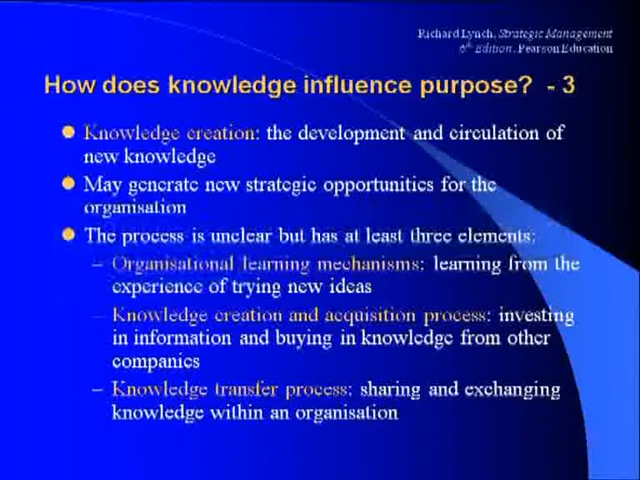 Richard Lynch, Strategic Management
6th Edition, Pearson Education
How does knowledge influence purpose? - 3
Knowledge creation: the development and circulation of
new knowledge
May generate new strategic opportunities for the
organisation
The process is unclear but has at least three elements:
– Organisational learning mechanisms: learning from the
experience of trying new ideas
– Knowledge creation and acquisition process: investing
in information and buying in knowledge from other
companies
– Knowledge transfer process: sharing and exchanging
knowledge within an organisation